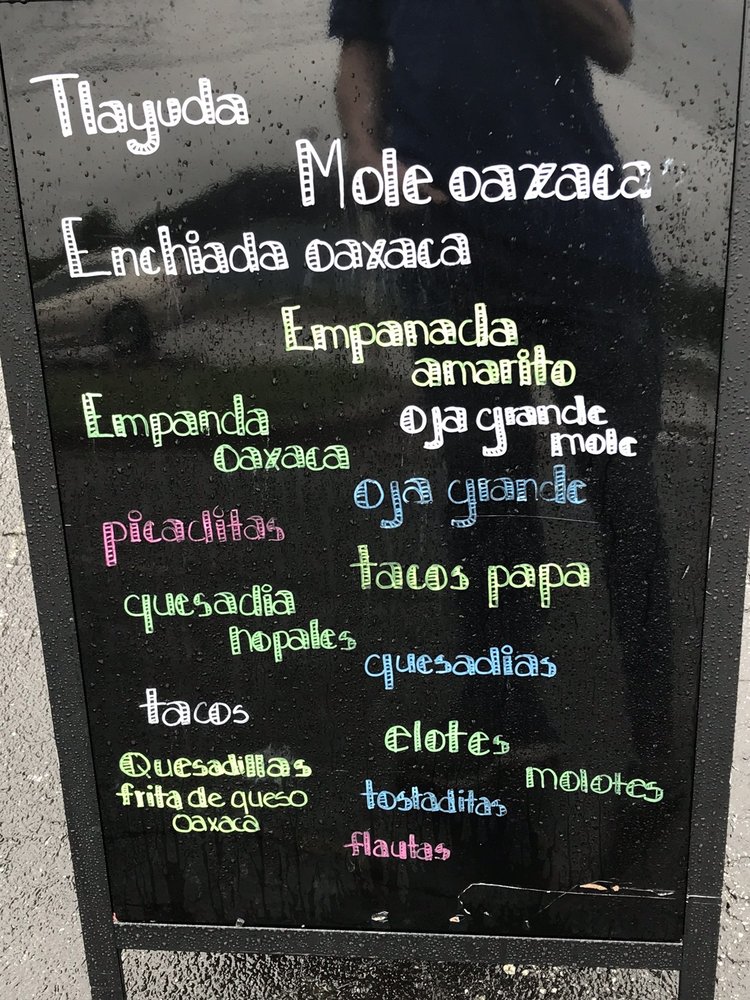 Tlayuda
Mole oaxaca
Enchiada oaxaca
Empanada
amarito
Empanda
oaxaca
oja grande
mole
oja grande
picaditas
tacos papa
quesadia
nopales
quesadias
tacos
elotes
Quesadillas
frita de queso
oaxaca
molotes
tostaditas
flautas